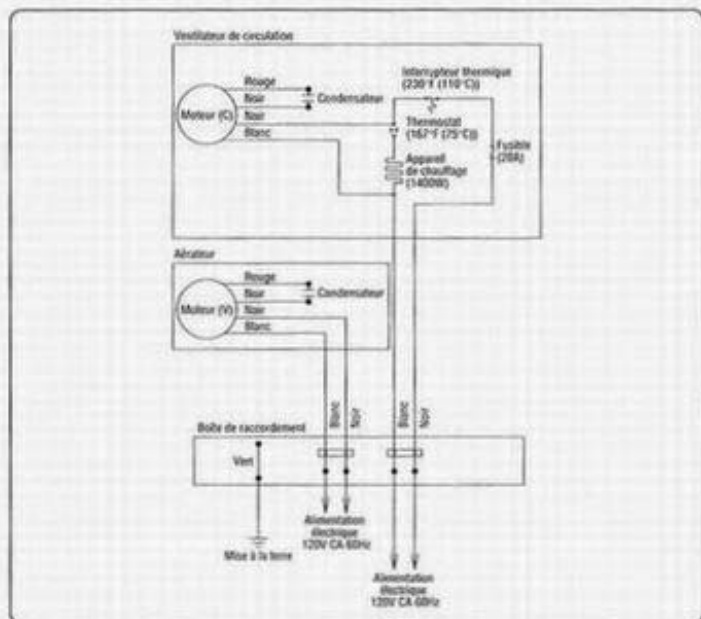 Ventilateur de circulation
Rouge
Noir
Condensateur
Noir
Blanc
Moteur (C)
Interrupteur thermique
(230°F (110°C))
Thermostat
(167°F (75°C))
Fusible
(20A)
Appareil
de chauffage
(1400W)
Aérateur
Rouge
Noir
Condensateur
Noir
Blanc
Moteur (V)
Blanc
Noir
Blanc
Noir
Boîte de raccordement
Vert
Mise à la terre
Alimentation
électrique
120V CA 60Hz
Alimentation
électrique
120V CA 60Hz